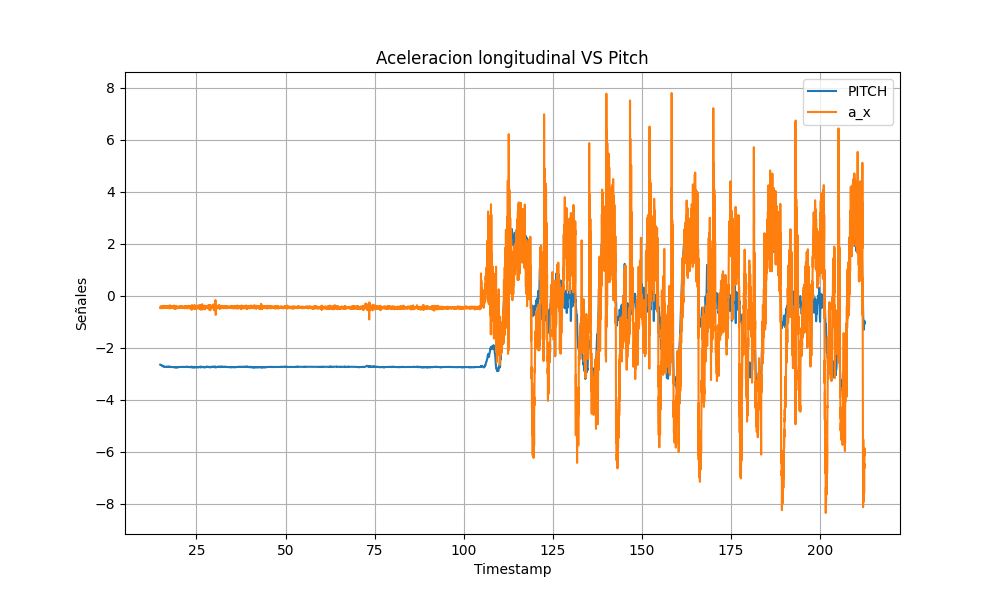 Aceleracion longitudinal VS Pitch
PITCH
a_x
8
6
4
2
0
−2
−4
−6
−8
Señales
25 50 75 100 125 150 175 200
Timestamp